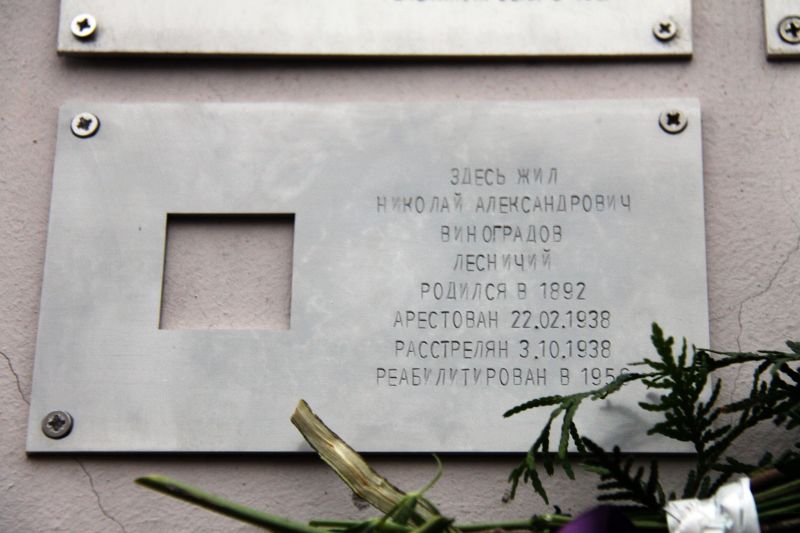 ЗДЕСЬ ЖИЛ
НИКОЛАЙ АЛЕКСАНДРОВИЧ
ВИНОГРАДОВ
ЛЕСНИЧИЙ
РОДИЛСЯ В 1892
АРЕСТОВАН 22.02.1938
РАССТРЕЛЯН 3.10.1938
РЕАБИЛИТИРОВАН В